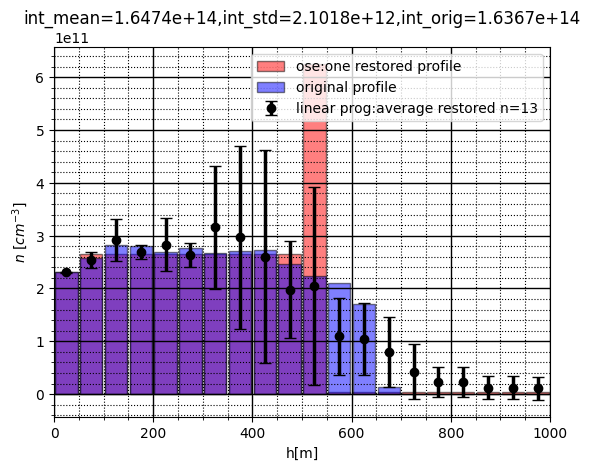 int_mean=1.6474e+14,int_std=2.1018e+12,int_orig=1.6367e+14
1e11
ose:one restored profile
original profile
linear prog:average restored n=13
6
5
4
3
2
1
0
n [cm⁻³]
0 200 400 600 800 1000
h[m]